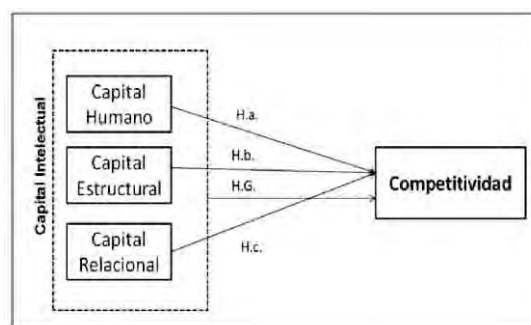 Capital Intelectual
Capital
Humano
Capital
Estructural
Capital
Relacional
H.a.
H.b.
H.G.
H.c.
Competitividad